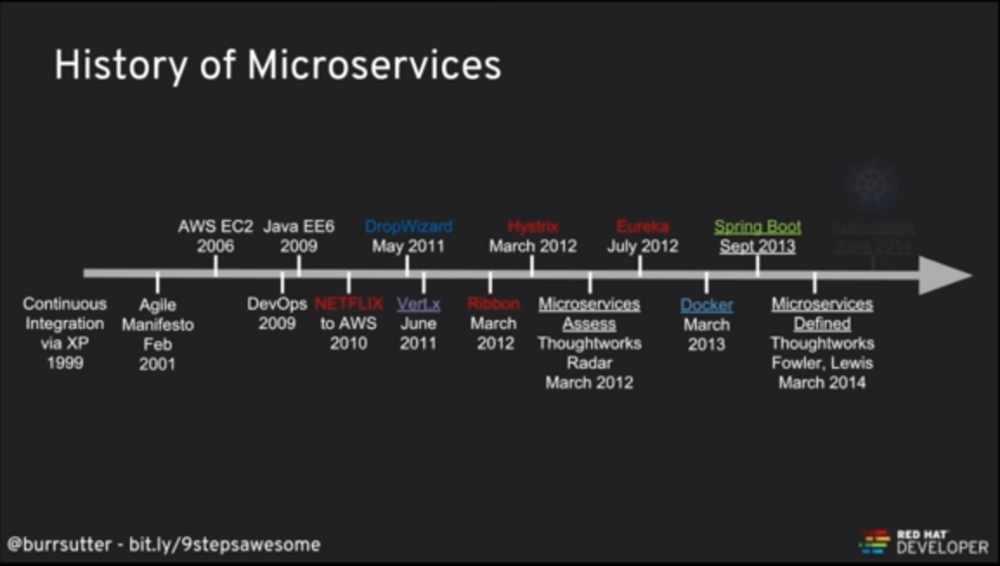 History of Microservices
AWS EC2
2006
Java EE6
2009
DropWizard
May 2011
Hystrix
March 2012
Eureka
July 2012
Spring Boot
Sept 2013
Kubernetes
June 2014
Continuous
Integration
via XP
1999
Agile
Manifesto
Feb
2001
DevOps
2009
NETFLIX
to AWS
2010
Vert.x
June
2011
Ribbon
March
2012
Microservices
Assess
Thoughtworks
Radar
March 2012
Docker
March
2013
Microservices
Defined
Thoughtworks
Fowler, Lewis
March 2014
@burrsutter - bit.ly/9stepsawesome
RED HAT
DEVELOPER